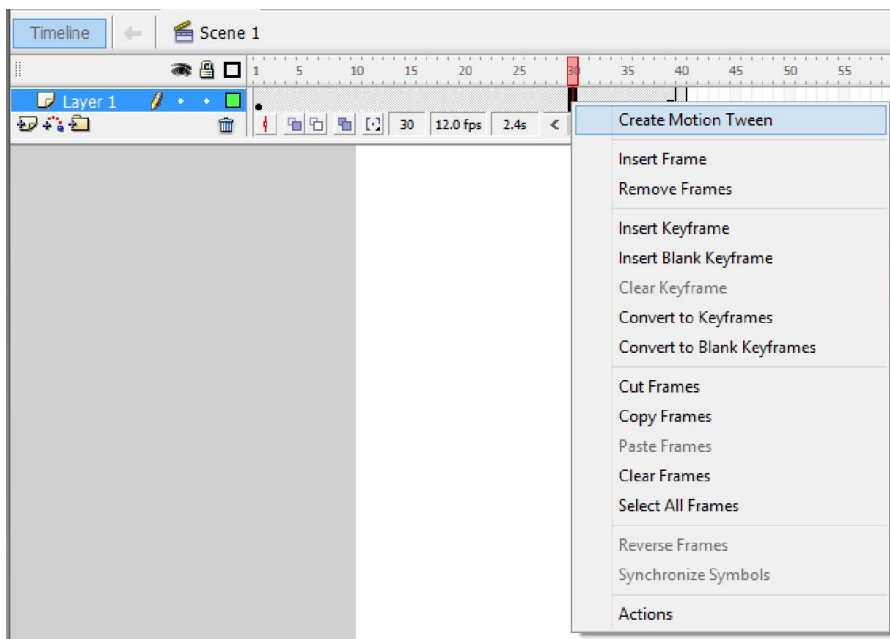 Timeline Scene 1
1 5 10 15 20 25 30 35 40 45 50 55
Layer 1
30 12.0 fps 2.4s <
Create Motion Tween
Insert Frame
Remove Frames
Insert Keyframe
Insert Blank Keyframe
Clear Keyframe
Convert to Keyframes
Convert to Blank Keyframes
Cut Frames
Copy Frames
Paste Frames
Clear Frames
Select All Frames
Reverse Frames
Synchronize Symbols
Actions